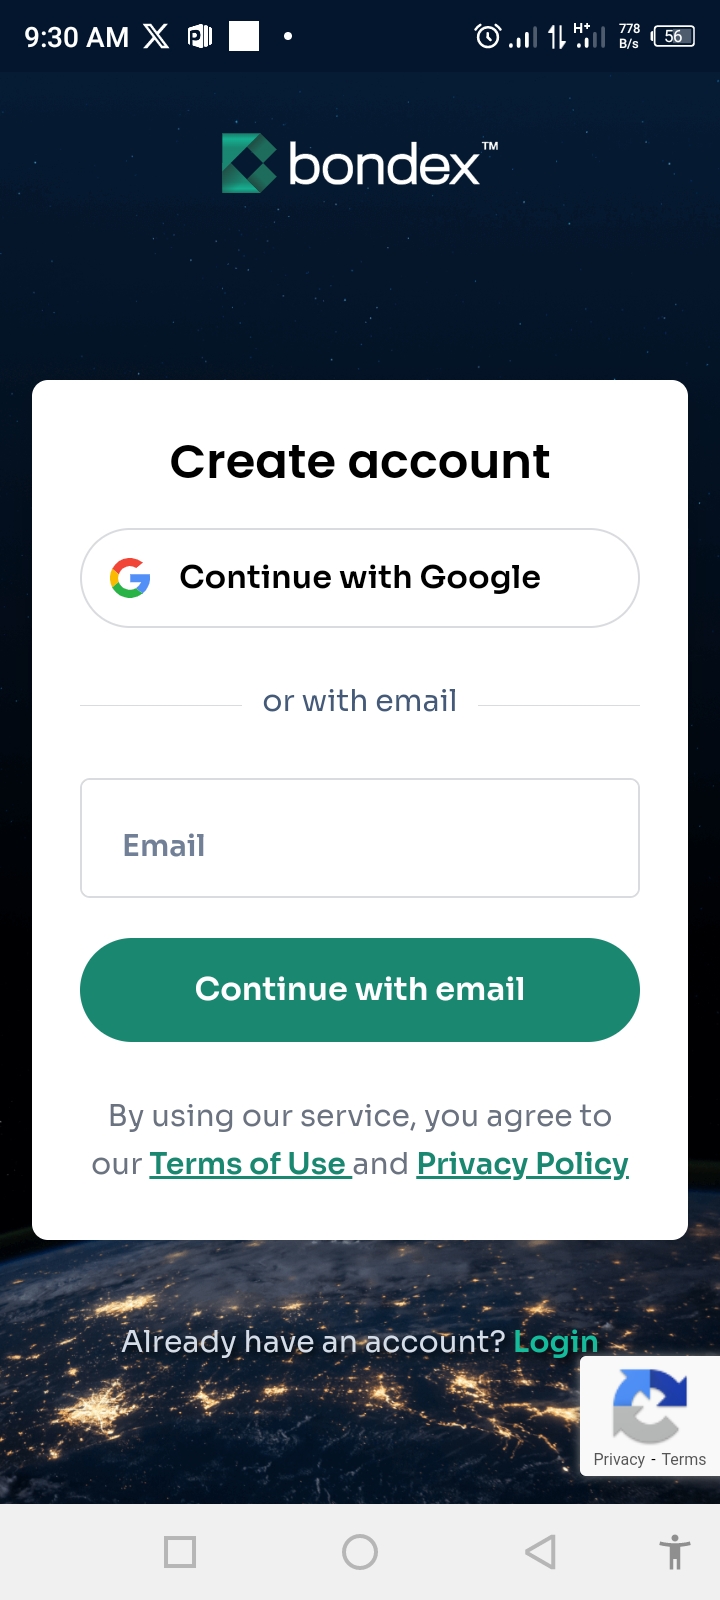 9:30 AM
H+
778
B/s
56
bondex™
Create account
Continue with Google
or with email
Email
Continue with email
By using our service, you agree to
our Terms of Use and Privacy Policy
Already have an account? Login
Privacy - Terms